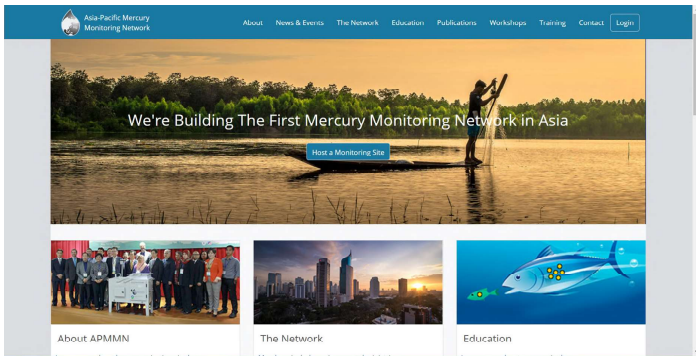 Asia-Pacific Mercury
Monitoring Network
About News & Events The Network Education Publications Workshops Training Contact Login
We're Building The First Mercury Monitoring Network in Asia
Host a Monitoring Site
About APMMN
The Network
Education